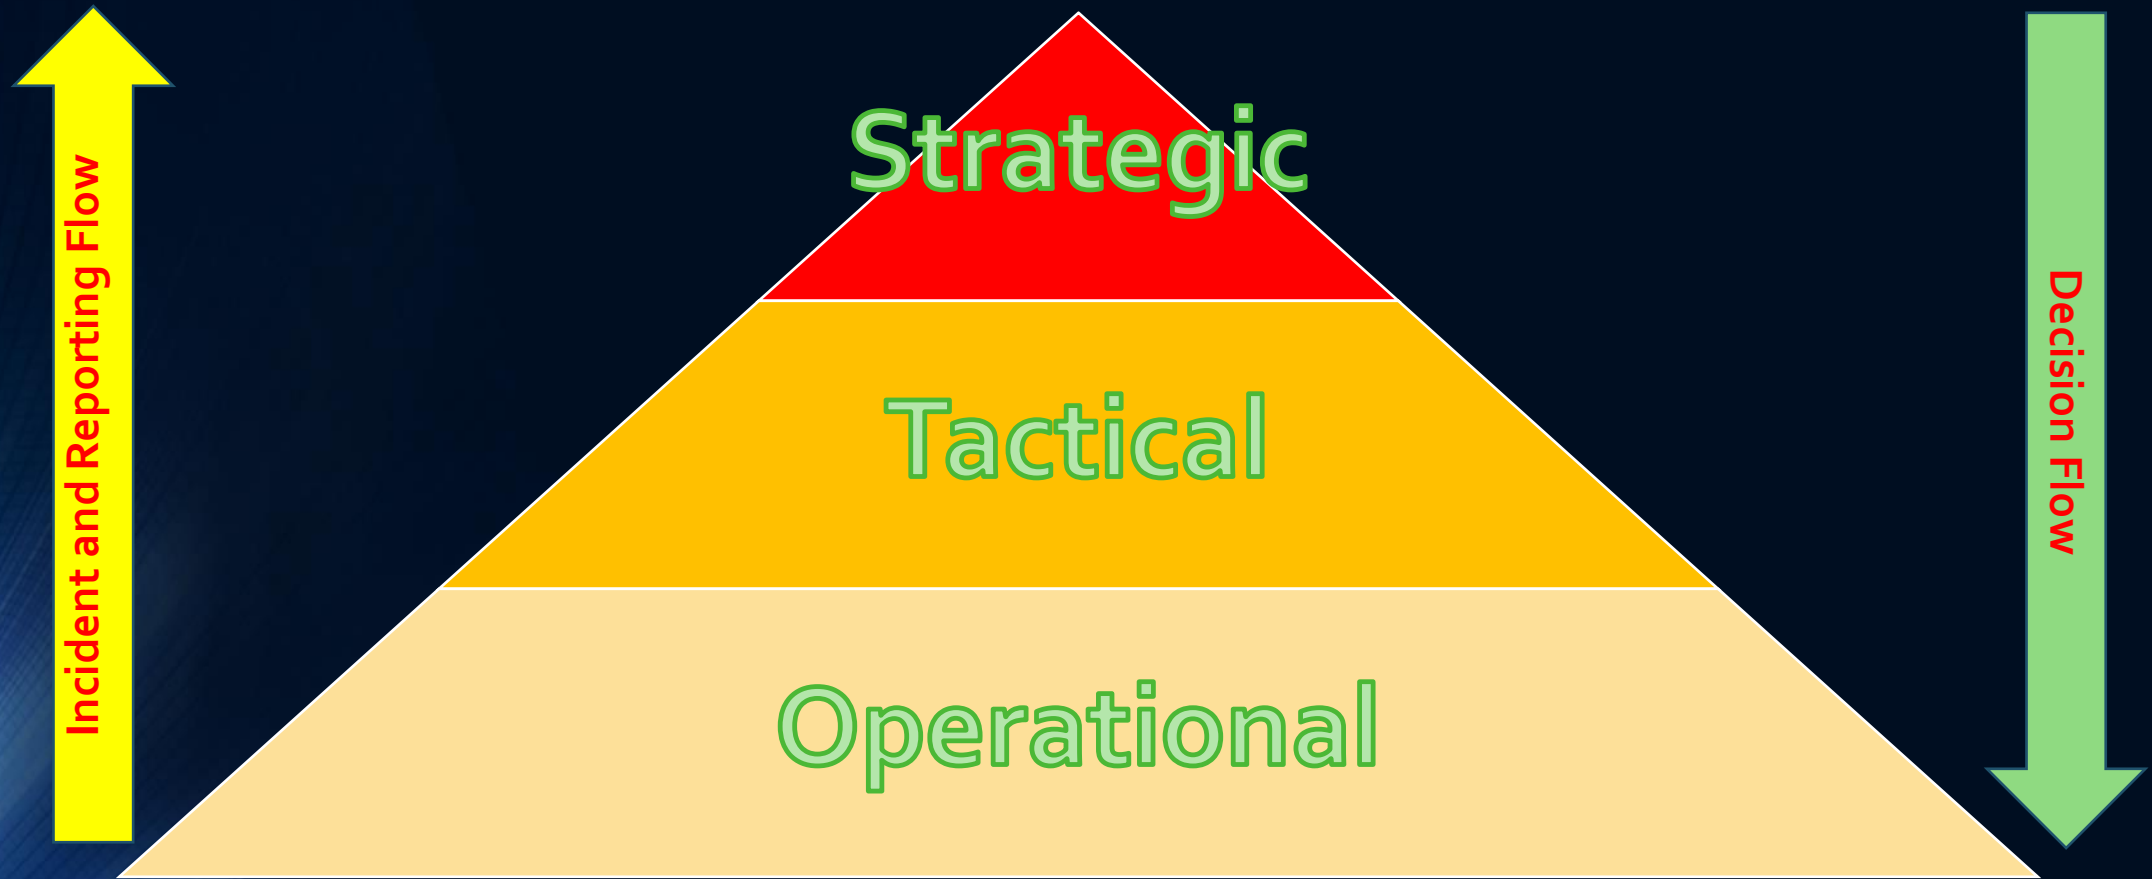 Strategic
Tactical
Operational
Incident and Reporting Flow
Decision Flow